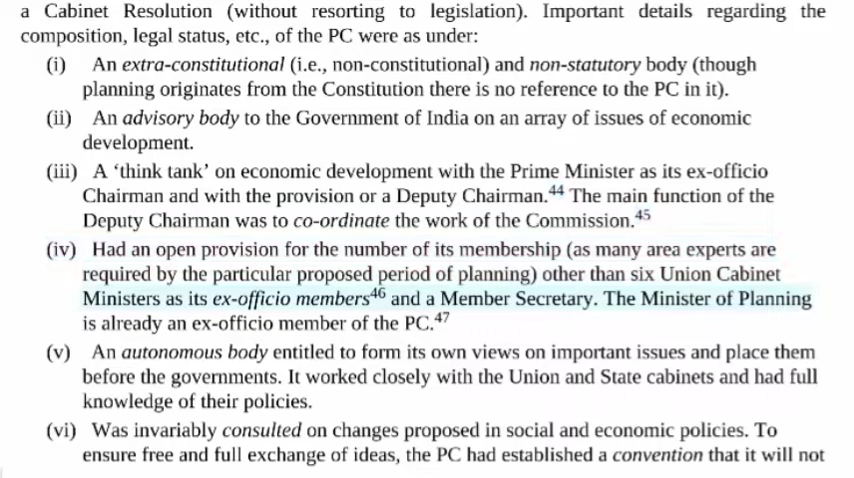 a Cabinet Resolution (without resorting to legislation). Important details regarding the
composition, legal status, etc., of the PC were as under:
(i) An extra-constitutional (i.e., non-constitutional) and non-statutory body (though
planning originates from the Constitution there is no reference to the PC in it).
(ii) An advisory body to the Government of India on an array of issues of economic
development.
(iii) A ‘think tank’ on economic development with the Prime Minister as its ex-officio
Chairman and with the provision or a Deputy Chairman.44 The main function of the
Deputy Chairman was to co-ordinate the work of the Commission.45
(iv) Had an open provision for the number of its membership (as many area experts are
required by the particular proposed period of planning) other than six Union Cabinet
Ministers as its ex-officio members46 and a Member Secretary. The Minister of Planning
is already an ex-officio member of the PC.47
(v) An autonomous body entitled to form its own views on important issues and place them
before the governments. It worked closely with the Union and State cabinets and had full
knowledge of their policies.
(vi) Was invariably consulted on changes proposed in social and economic policies. To
ensure free and full exchange of ideas, the PC had established a convention that it will not